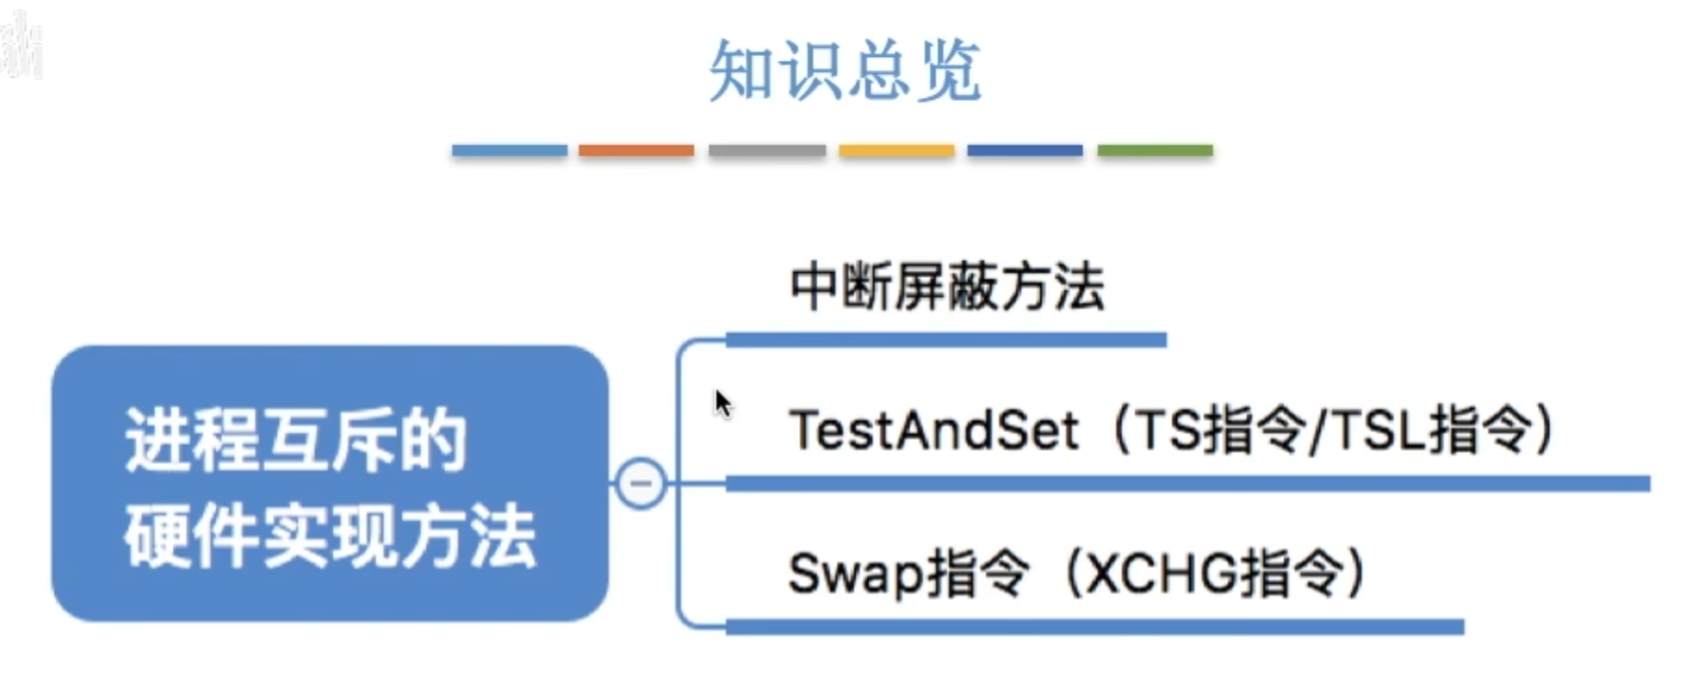 知识总览
中断屏蔽方法
进程互斥的
硬件实现方法
TestAndSet（TS指令/TSL指令）
Swap指令（XCHG指令）